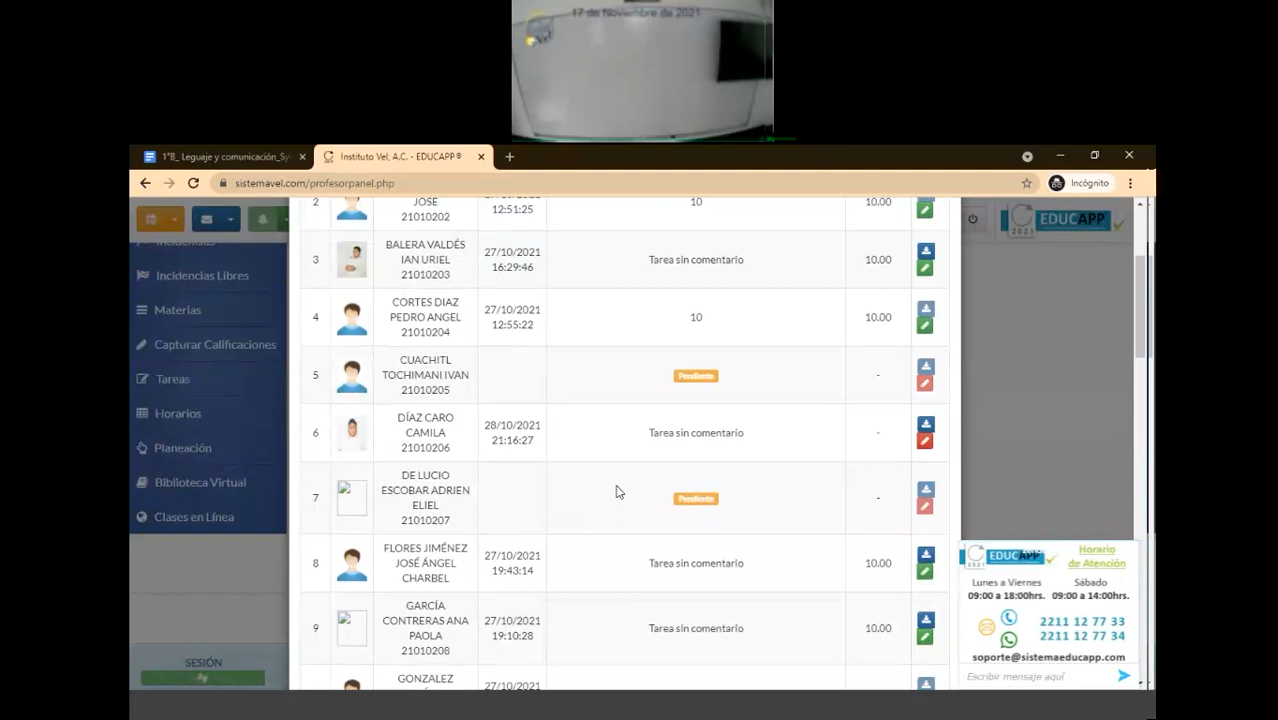 17 de Noviembre de 2021
Vel
1°B_ Leguaje y comunicación_Sy
Instituto Vel, A.C. - EDUCAPP®
sistemavel.com/profesorpanel.php
Incógnito
2021
EDUCAPP
Incidencias Libres
Materias
Capturar Calificaciones
Tareas
Horarios
Planeación
Biblioteca Virtual
Clases en Línea
SESIÓN
2
JOSE
21010202
12:51:25
10
10.00
3
BALERA VALDÉS
IAN URIEL
21010203
27/10/2021
16:29:46
Tarea sin comentario
10.00
4
CORTES DIAZ
PEDRO ANGEL
21010204
27/10/2021
12:55:22
10
10.00
5
CUACHITL
TOCHIMANI IVAN
21010205
Pendiente
-
6
DÍAZ CARO
CAMILA
21010206
28/10/2021
21:16:27
Tarea sin comentario
-
7
DE LUCIO
ESCOBAR ADRIEN
ELIEL
21010207
Pendiente
-
8
FLORES JIMÉNEZ
JOSÉ ÁNGEL
CHARBEL
27/10/2021
19:43:14
Tarea sin comentario
10.00
9
GARCÍA
CONTRERAS ANA
PAOLA
21010208
27/10/2021
19:10:28
Tarea sin comentario
10.00
GONZALEZ
27/10/2021
EDUCAPP
Horario
de Atención
Lunes a Viernes
Sábado
09:00 a 18:00hrs.
09:00 a 14:00hrs.
2211 12 77 33
2211 12 77 34
soporte@sistemaeducapp.com
Escribir mensaje aquí